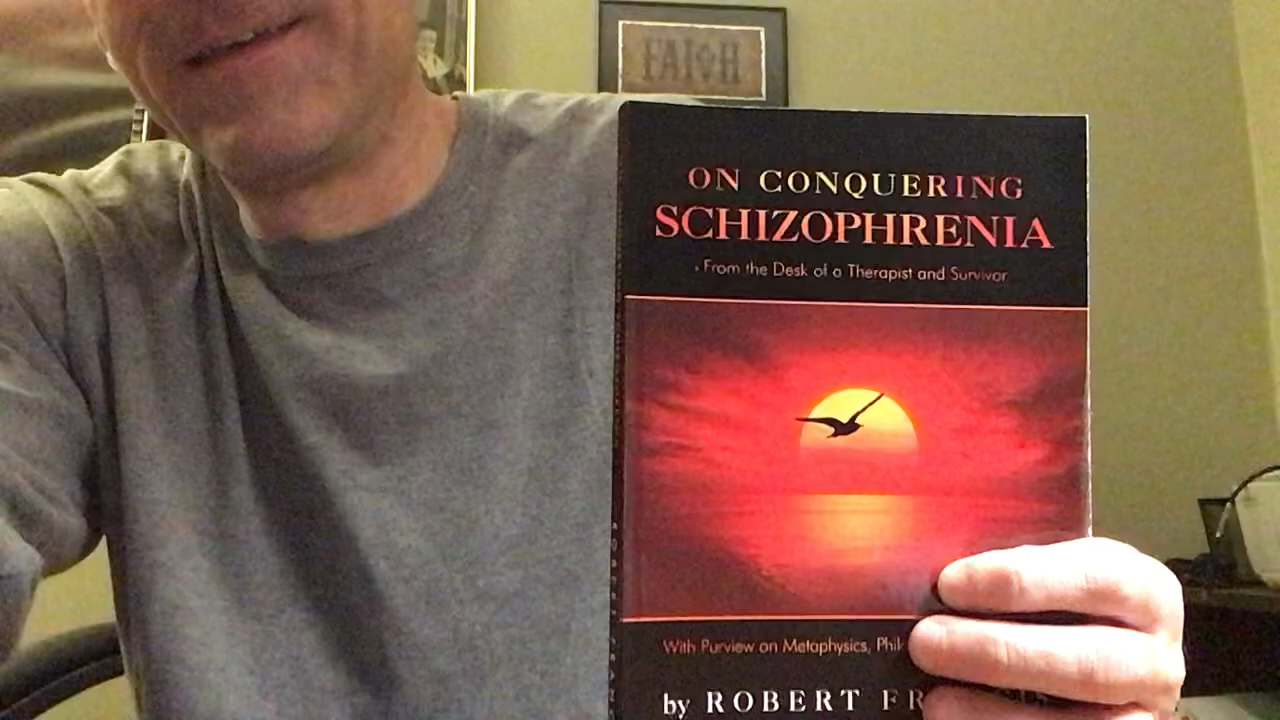 FAITH
ON CONQUERING
SCHIZOPHRENIA
From the Desk of a Therapist and Survivor
With Purview on Metaphysics,
by ROBERT